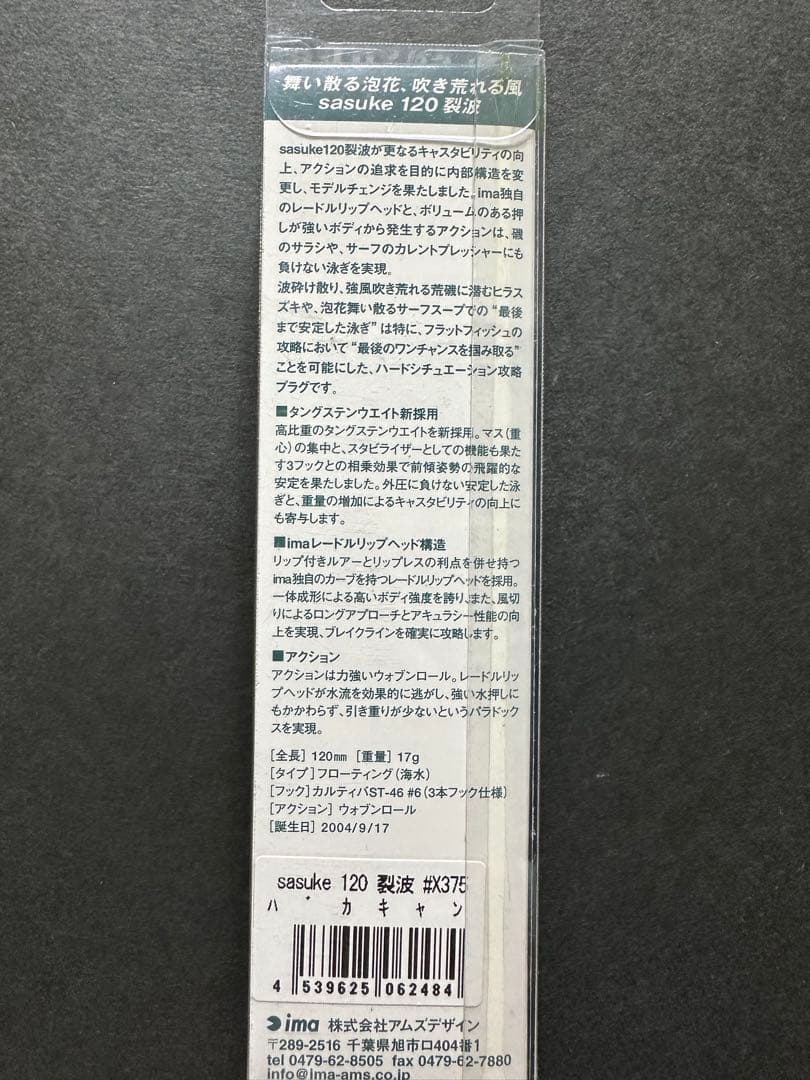 舞い散る泡花、吹き荒れる風
sasuke 120 裂波
sasuke120裂波が更なるキャスタビリティの向
上、アクションの追求を目的に内部構造を変
更し、モデルチェンジを果たしました。ima独自
のレードルリップヘッドと、ボリュームのある押
しが強いボディから発生するアクションは、磯
のサラシや、サーフのカレントプレッシャーにも
負けない泳ぎを実現。
波砕け散り、強風吹き荒れる荒磯に潜むヒラス
ズキや、泡花舞い散るサーフスープでの“最後
まで安定した泳ぎ”は特に、フラットフィッシュの
攻略において“最後のワンチャンスを掴み取る”
ことを可能にした、ハードシチュエーション攻略
プラグです。
■タングステンウエイト新採用
高比重のタングステンウエイトを新採用。マス(重
心)の集中と、スタビライザーとしての機能も果た
す3フックとの相乗効果で前傾姿勢の飛躍的な
安定を果たしました。外圧に負けない安定した泳
ぎと、重量の増加によるキャスタビリティの向上に
も寄与します。
■imaレードルリップヘッド構造
リップ付きルアーとリップレスの利点を併せ持つ
ima独自のカーブを持つレードルリップヘッドを採用。
一体成形による高いボディ強度を誇り、また、風切
りによるロングアプローチとアキュラシー性能の向
上を実現、ブレイクラインを確実に攻略します。
■アクション
アクションは力強いウォブンロール。レードルリッ
プヘッドが水流を効果的に逃がし、強い水押しに
もかかわらず、引き重りが少ないというパラドック
スを実現。
[全長] 120mm [重量] 17g
[タイプ]フローティング(海水)
[フック]カルティバST-46 #6(3本フック仕様)
[アクション] ウォブンロール
[誕生日] 2004/9/17
sasuke 120 裂波 #X375
ハ゛カキャン
4 539625 062484
ima 株式会社アムズデザイン
〒289-2516 千葉県旭市ロ404番1
tel 0479-62-8505 fax 0479-62-7880
info@ima-ams.co.jp